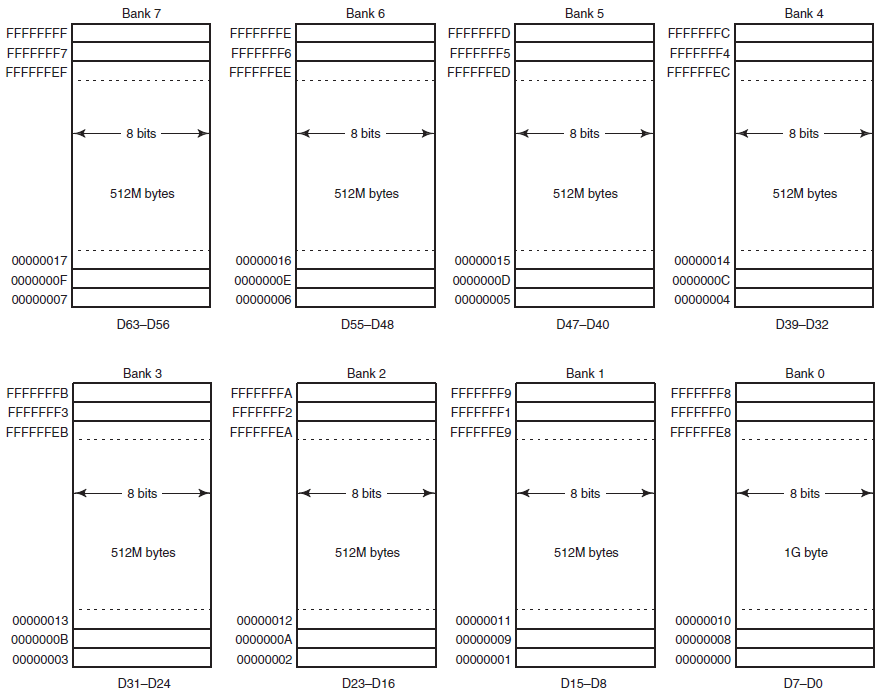 Bank 7
FFFFFFFF
FFFFFFF7
FFFFFFEF
8 bits
512M bytes
00000017
0000000F
00000007
D63–D56
Bank 6
FFFFFFFE
FFFFFFF6
FFFFFFEE
8 bits
512M bytes
00000016
0000000E
00000006
D55–D48
Bank 5
FFFFFFFD
FFFFFFF5
FFFFFFED
8 bits
512M bytes
00000015
0000000D
00000005
D47–D40
Bank 4
FFFFFFFC
FFFFFFF4
FFFFFFEC
8 bits
512M bytes
00000014
0000000C
00000004
D39–D32
Bank 3
FFFFFFFB
FFFFFFF3
FFFFFFEB
8 bits
512M bytes
00000013
0000000B
00000003
D31–D24
Bank 2
FFFFFFFA
FFFFFFF2
FFFFFFEA
8 bits
512M bytes
00000012
0000000A
00000002
D23–D16
Bank 1
FFFFFFF9
FFFFFFF1
FFFFFFE9
8 bits
512M bytes
00000011
00000009
00000001
D15–D8
Bank 0
FFFFFFF8
FFFFFFF0
FFFFFFE8
8 bits
1G byte
00000010
00000008
00000000
D7–D0